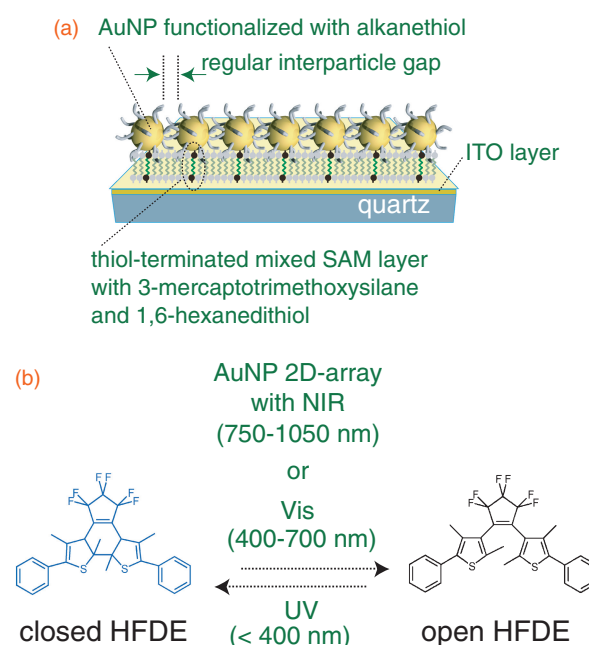 (a)
AuNP functionalized with alkanethiol
regular interparticle gap
ITO layer
quartz
thiol-terminated mixed SAM layer
with 3-mercaptotrimethoxysilane
and 1,6-hexanedithiol
(b)
AuNP 2D-array
with NIR
(750-1050 nm)
or
Vis
(400-700 nm)
UV
(< 400 nm)
F F
F F
F F
S S
closed HFDE
F F
F F
F F
S S
open HFDE